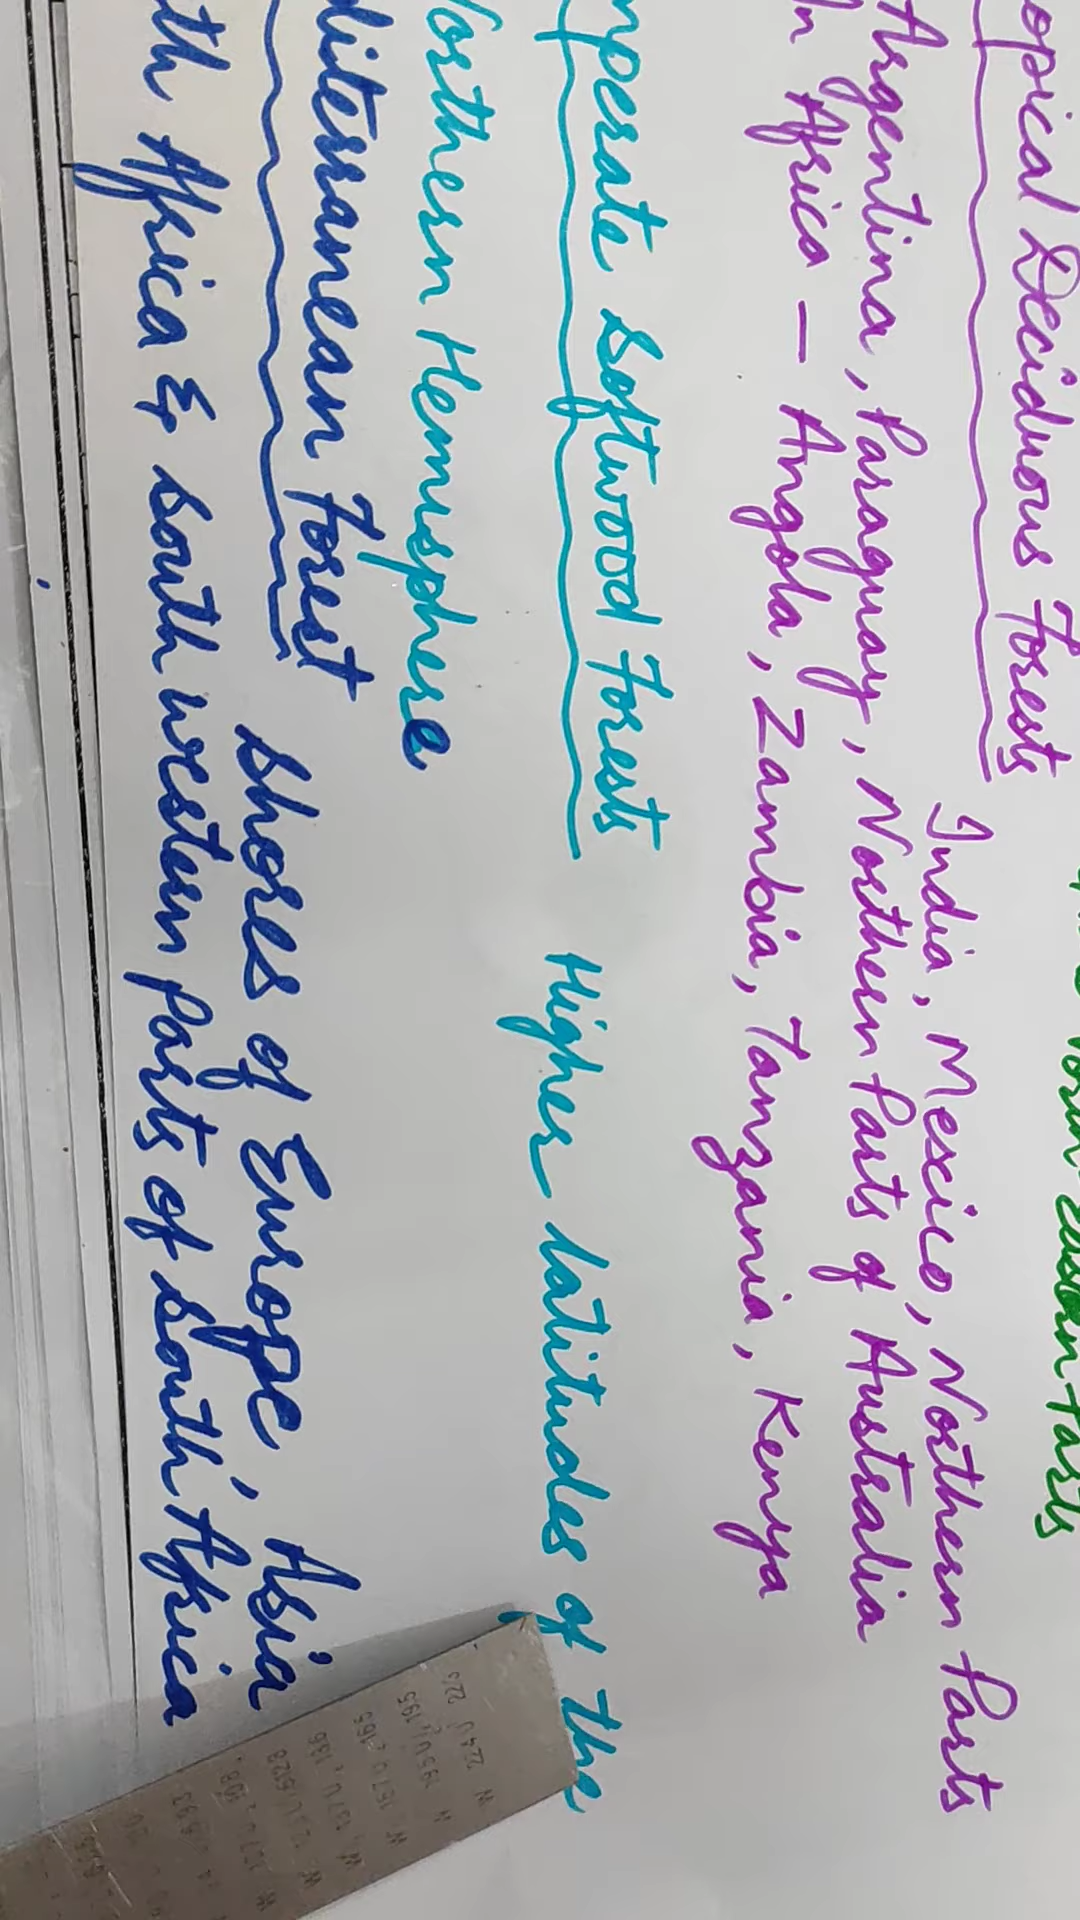 opical Deciduous Forests India, Mexico, Northern Parts
Argentina, Paraguay, Northern Parts of Australia
In Africa - Angola, Zambia, Tanzania, Kenya
mperate Softwood Forests Higher latitudes of the
Northern Hemisphere
diterranean Forest Shores of Europe, Asia
th Africa & South western Parts of South Africa